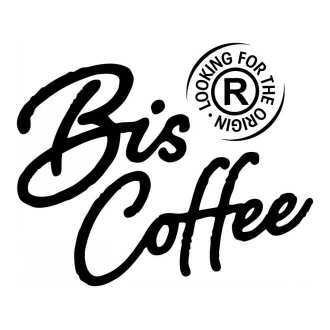 Bis
LOOKING FOR THE ORIGIN •
R
Coffee